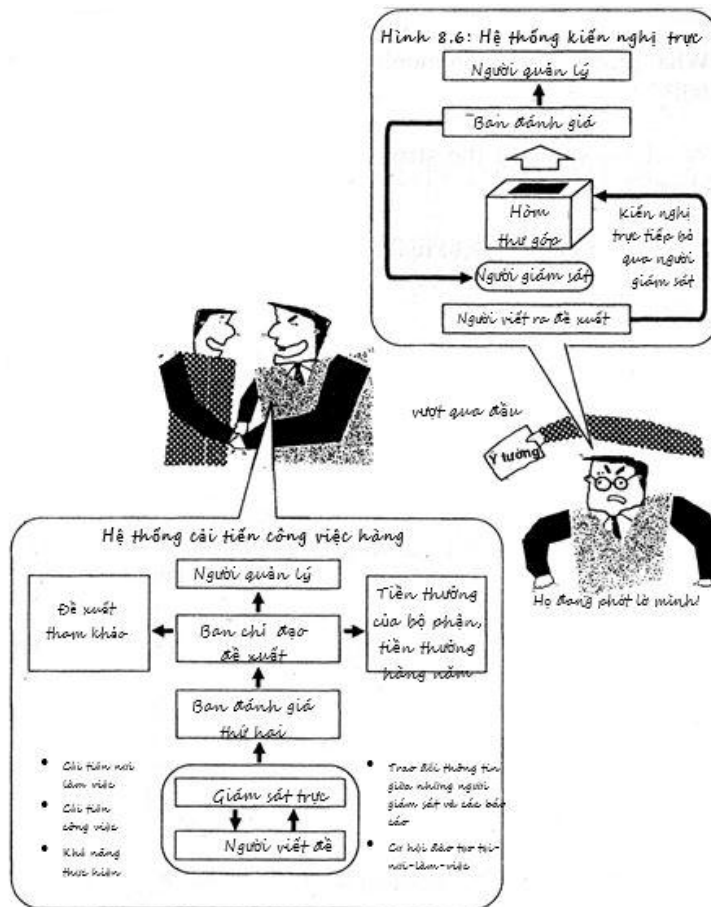 Hình 8.6: Hệ thống kiến nghị trực
Người quản lý
Ban đánh giá
Hòm
thư góp
Kiến nghị
trực tiếp bỏ
qua người
giám sát
Người giám sát
Người viết ra đề xuất
vượt qua đầu
Ý tưởng
Họ đang phớt lờ mình!
Hệ thống cải tiến công việc hàng
Người quản lý
Đề xuất
tham khảo
Ban chỉ đạo
đề xuất
Tiền thưởng
của bộ phận,
tiền thưởng
hàng năm
Ban đánh giá
thứ hai
Giám sát trực
Người viết đề
• Cải tiến nơi
làm việc
• Cải tiến
công việc
• Khả năng
thực hiện
• Trao đổi thông tin
giữa những người
giám sát và các báo
cáo
• Cơ hội đào tạo tại-
nơi-làm-việc